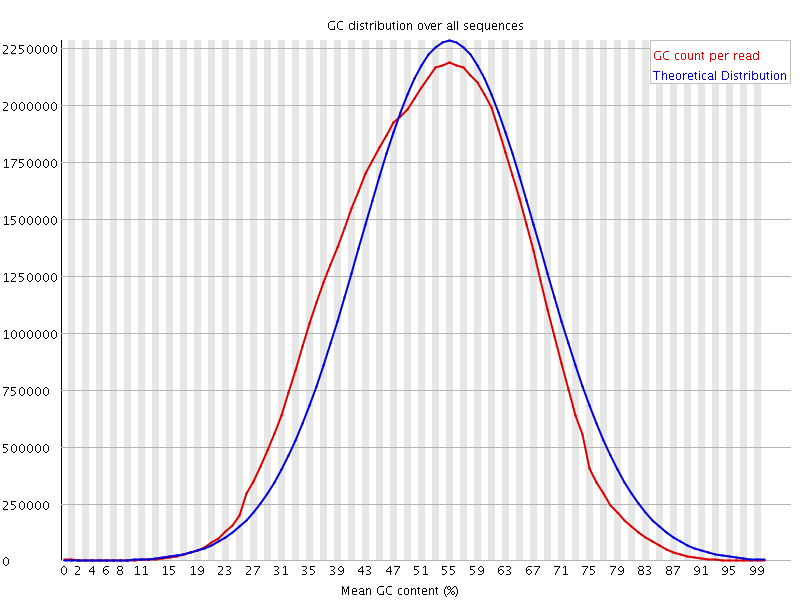 GC distribution over all sequences
GC count per read
Theoretical Distribution
2250000
2000000
1750000
1500000
1250000
1000000
750000
500000
250000
0
0 2 4 6 8 11 15 19 23 27 31 35 39 43 47 51 55 59 63 67 71 75 79 83 87 91 95 99
Mean GC content (%)